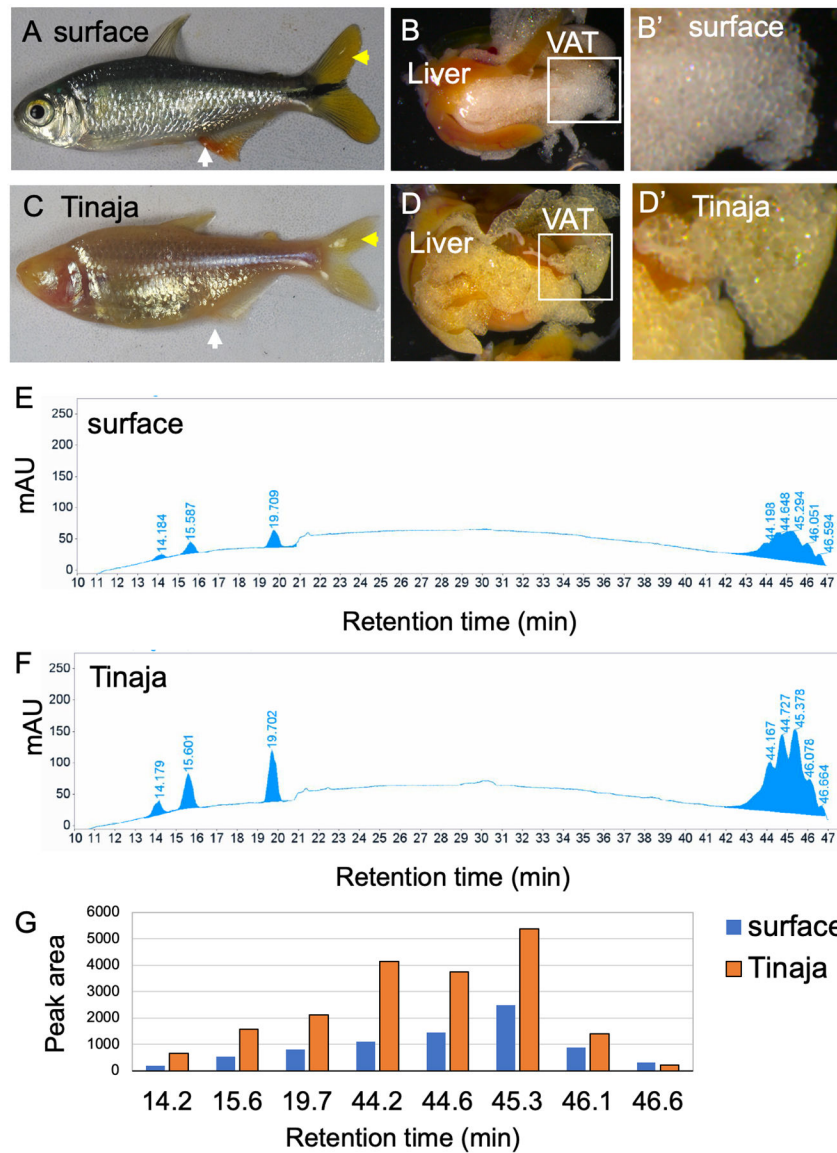 A surface
B
Liver
VAT
B' surface
C Tinaja
D
Liver
VAT
D' Tinaja
E
surface
mAU
250
200
150
100
50
0
14.184
15.587
19.709
44.198
44.648
45.294
46.051
46.594
10 11 12 13 14 15 16 17 18 19 20 21 22 23 24 25 26 27 28 29 30 31 32 33 34 35 36 37 38 39 40 41 42 43 44 45 46 47
Retention time (min)
F
Tinaja
mAU
250
200
150
100
50
0
14.179
15.601
19.702
44.167
44.727
45.378
46.078
46.664
10 11 12 13 14 15 16 17 18 19 20 21 22 23 24 25 26 27 28 29 30 31 32 33 34 35 36 37 38 39 40 41 42 43 44 45 46 47
Retention time (min)
G
Peak area
6000
5000
4000
3000
2000
1000
0
14.2 15.6 19.7 44.2 44.6 45.3 46.1 46.6
Retention time (min)
surface
Tinaja